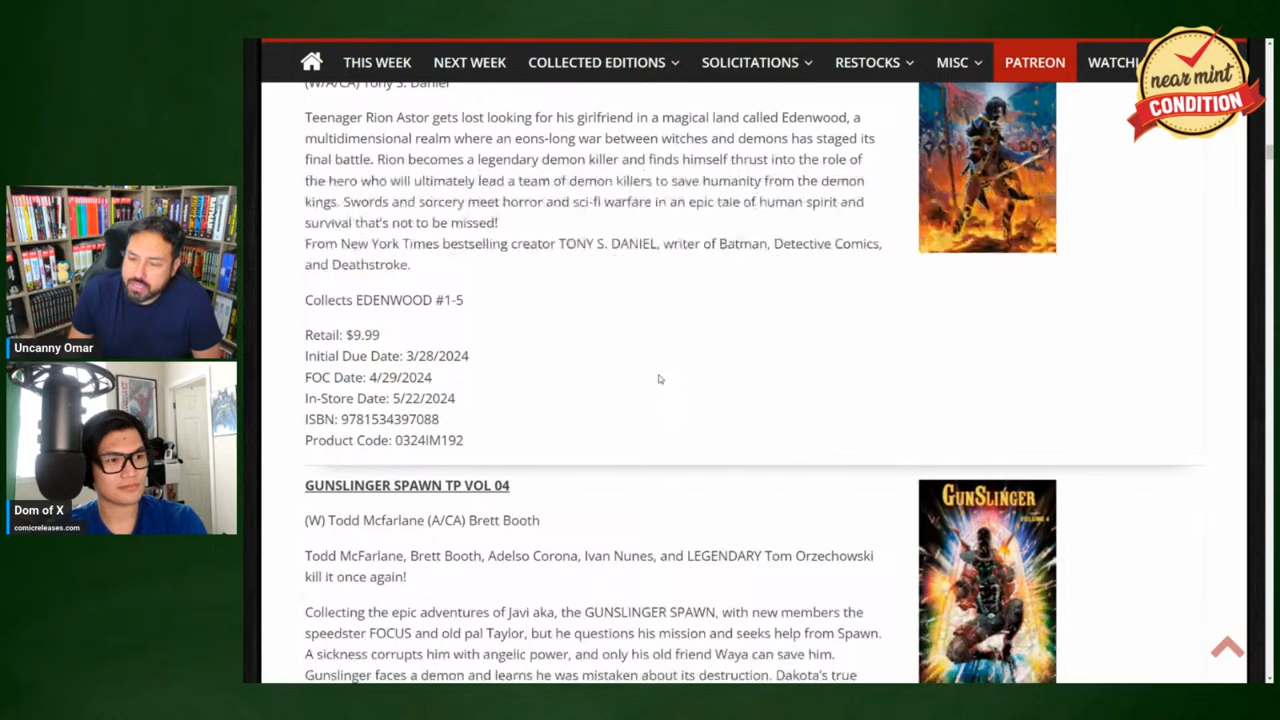 THIS WEEK NEXT WEEK COLLECTED EDITIONS SOLICITATIONS RESTOCKS MISC PATREON WATCHL
near mint
CONDITION
(W/A/CA) Tony S. Daniel
Teenager Rion Astor gets lost looking for his girlfriend in a magical land called Edenwood, a
multidimensional realm where an eons-long war between witches and demons has staged its
final battle. Rion becomes a legendary demon killer and finds himself thrust into the role of
the hero who will ultimately lead a team of demon killers to save humanity from the demon
kings. Swords and sorcery meet horror and sci-fi warfare in an epic tale of human spirit and
survival that's not to be missed!
From New York Times bestselling creator TONY S. DANIEL, writer of Batman, Detective Comics,
and Deathstroke.
Collects EDENWOOD #1-5
Retail: $9.99
Initial Due Date: 3/28/2024
FOC Date: 4/29/2024
In-Store Date: 5/22/2024
ISBN: 9781534397088
Product Code: 0324IM192
GUNSLINGER SPAWN TP VOL 04
(W) Todd Mcfarlane (A/CA) Brett Booth
Todd McFarlane, Brett Booth, Adelso Corona, Ivan Nunes, and LEGENDARY Tom Orzechowski
kill it once again!
Collecting the epic adventures of Javi aka, the GUNSLINGER SPAWN, with new members the
speedster FOCUS and old pal Taylor, but he questions his mission and seeks help from Spawn.
A sickness corrupts him with angelic power, and only his old friend Waya can save him.
Gunslinger faces a demon and learns he was mistaken about its destruction. Dakota's true
GUNSLINGER
VOLUME 4
Uncanny Omar
Dom of X
comicreleases.com